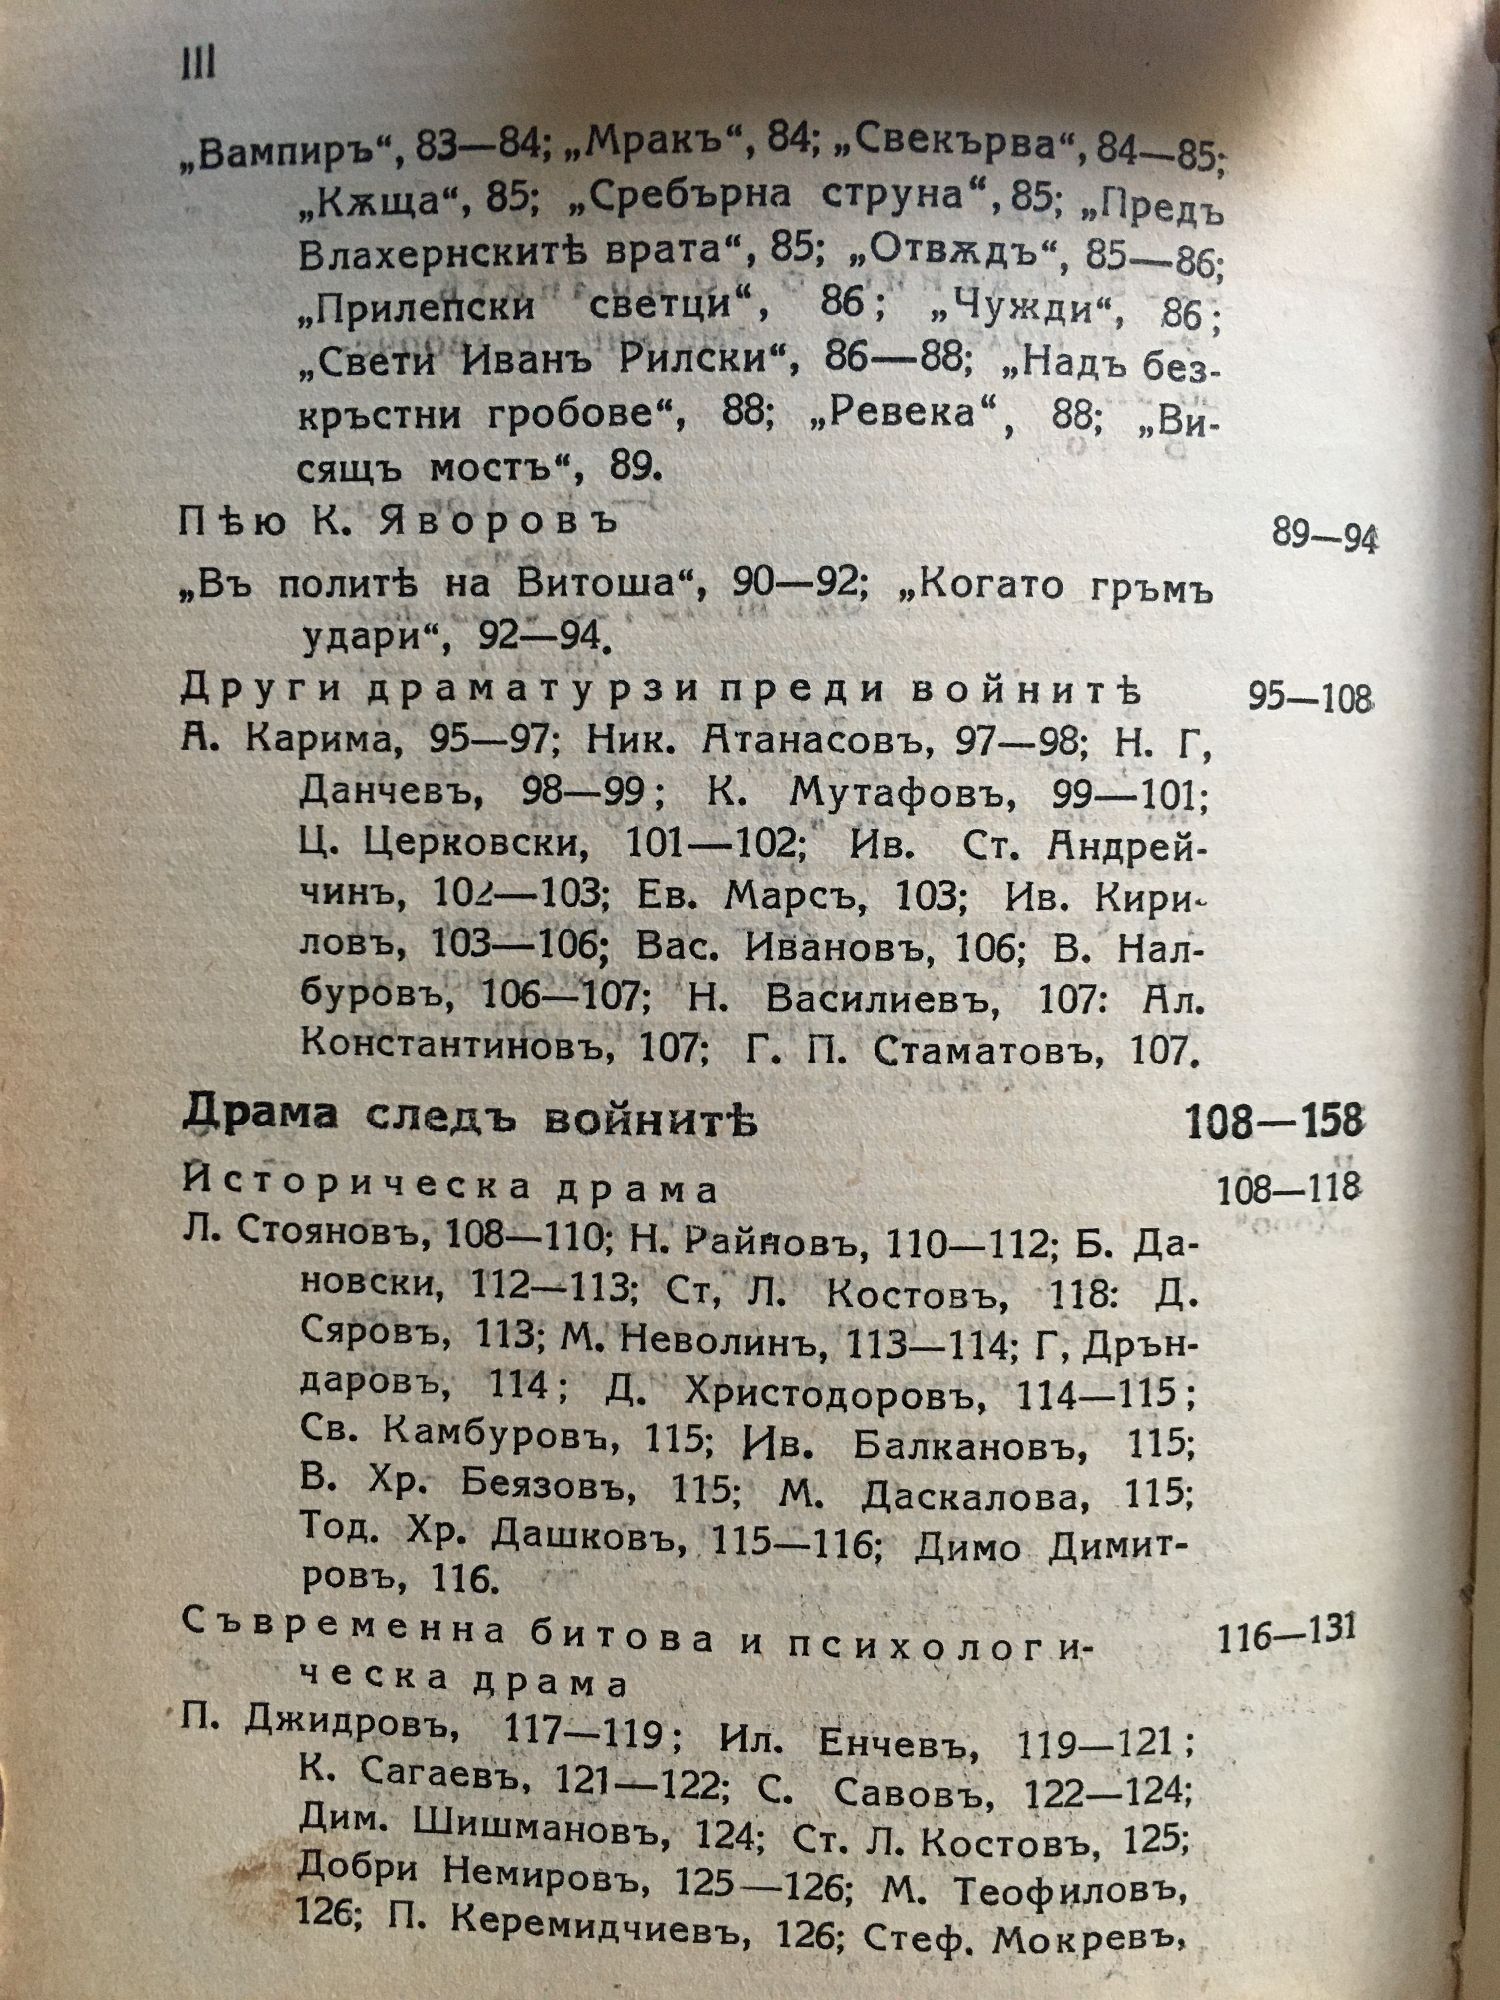 III
„Вампиръ“, 83—84; „Мракъ“, 84; „Свекърва“, 84—85;
„Кѫща“, 85; „Сребърна струна“, 85; „Предъ
Влахернскитѣ врата“, 85; „Отвѫдъ“, 85—86;
„Прилепски светци“, 86; „Чужди“, 86;
„Свети Иванъ Рилски“, 86—88; „Надъ без-
кръстни гробове“, 88; „Ревека“, 88; „Ви-
сящъ мостъ“, 89.
Пѣю К. Яворовъ 89—94
„Въ политѣ на Витоша“, 90—92; „Когато гръмъ
удари“, 92—94.
Други драматурзи преди войнитѣ 95—108
А. Карима, 95—97; Ник. Атанасовъ, 97—98; Н. Г,
Данчевъ, 98—99; К. Мутафовъ, 99—101;
Ц. Церковски, 101—102; Ив. Ст. Андрей-
чинъ, 102—103; Ев. Марсъ, 103; Ив. Кири-
ловъ, 103—106; Вас. Ивановъ, 106; В. Нал-
буровъ, 106—107; Н. Василиевъ, 107: Ал.
Константиновъ, 107; Г. П. Стаматовъ, 107.
Драма следъ войнитѣ 108—158
Историческа драма 108—118
Л. Стояновъ, 108—110; Н. Райновъ, 110—112; Б. Да-
новски, 112—113; Ст, Л. Костовъ, 118: Д.
Сяровъ, 113; М. Неволинъ, 113—114; Г, Дрън-
даровъ, 114; Д. Христодоровъ, 114—115;
Св. Камбуровъ, 115; Ив. Балкановъ, 115;
В. Хр. Беязовъ, 115; М. Даскалова, 115;
Тод. Хр. Дашковъ, 115—116; Димо Димит-
ровъ, 116.
Съвременна битова и психологи- 116—131
ческа драма
П. Джидровъ, 117—119; Ил. Енчевъ, 119—121;
К. Сагаевъ, 121—122; С. Савовъ, 122—124;
Дим. Шишмановъ, 124; Ст. Л. Костовъ, 125;
Добри Немировъ, 125—126; М. Теофиловъ,
126; П. Керемидчиевъ, 126; Стеф. Мокревъ,